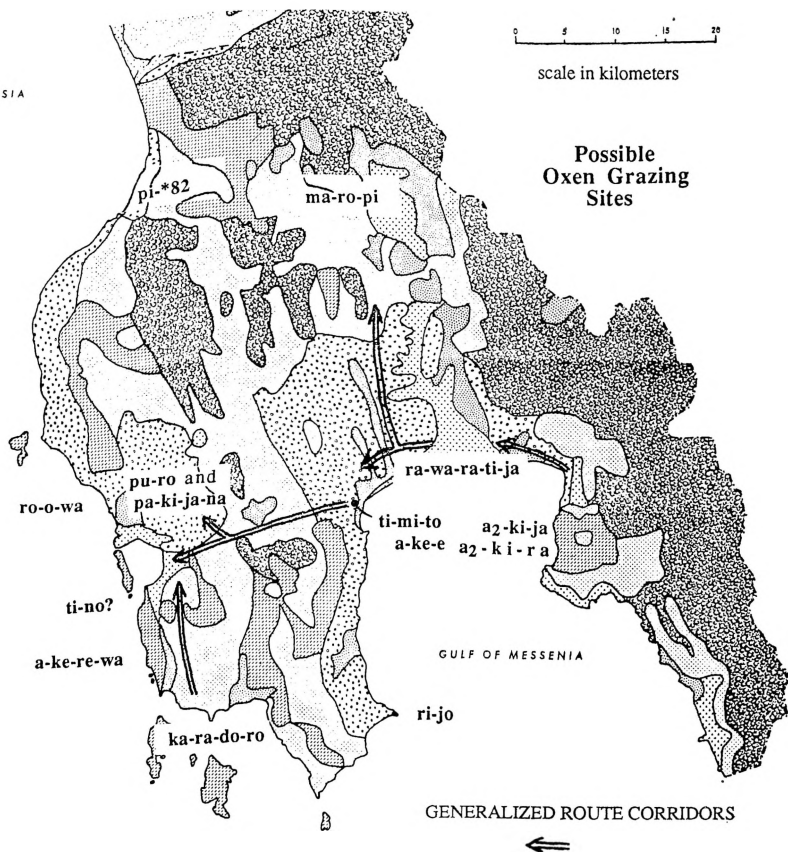 0 5 10 15 20
scale in kilometers
SIA
Possible
Oxen Grazing
Sites
pi-*82
ma-ro-pi
pu-ro and
pa-ki-ja-na
ro-o-wa
ra-wa-ra-ti-ja
ti-mi-to
a-ke-e
a₂-ki-ja
a₂-ki-ra
ti-no?
a-ke-re-wa
GULF OF MESSENIA
ri-jo
ka-ra-do-ro
GENERALIZED ROUTE CORRIDORS